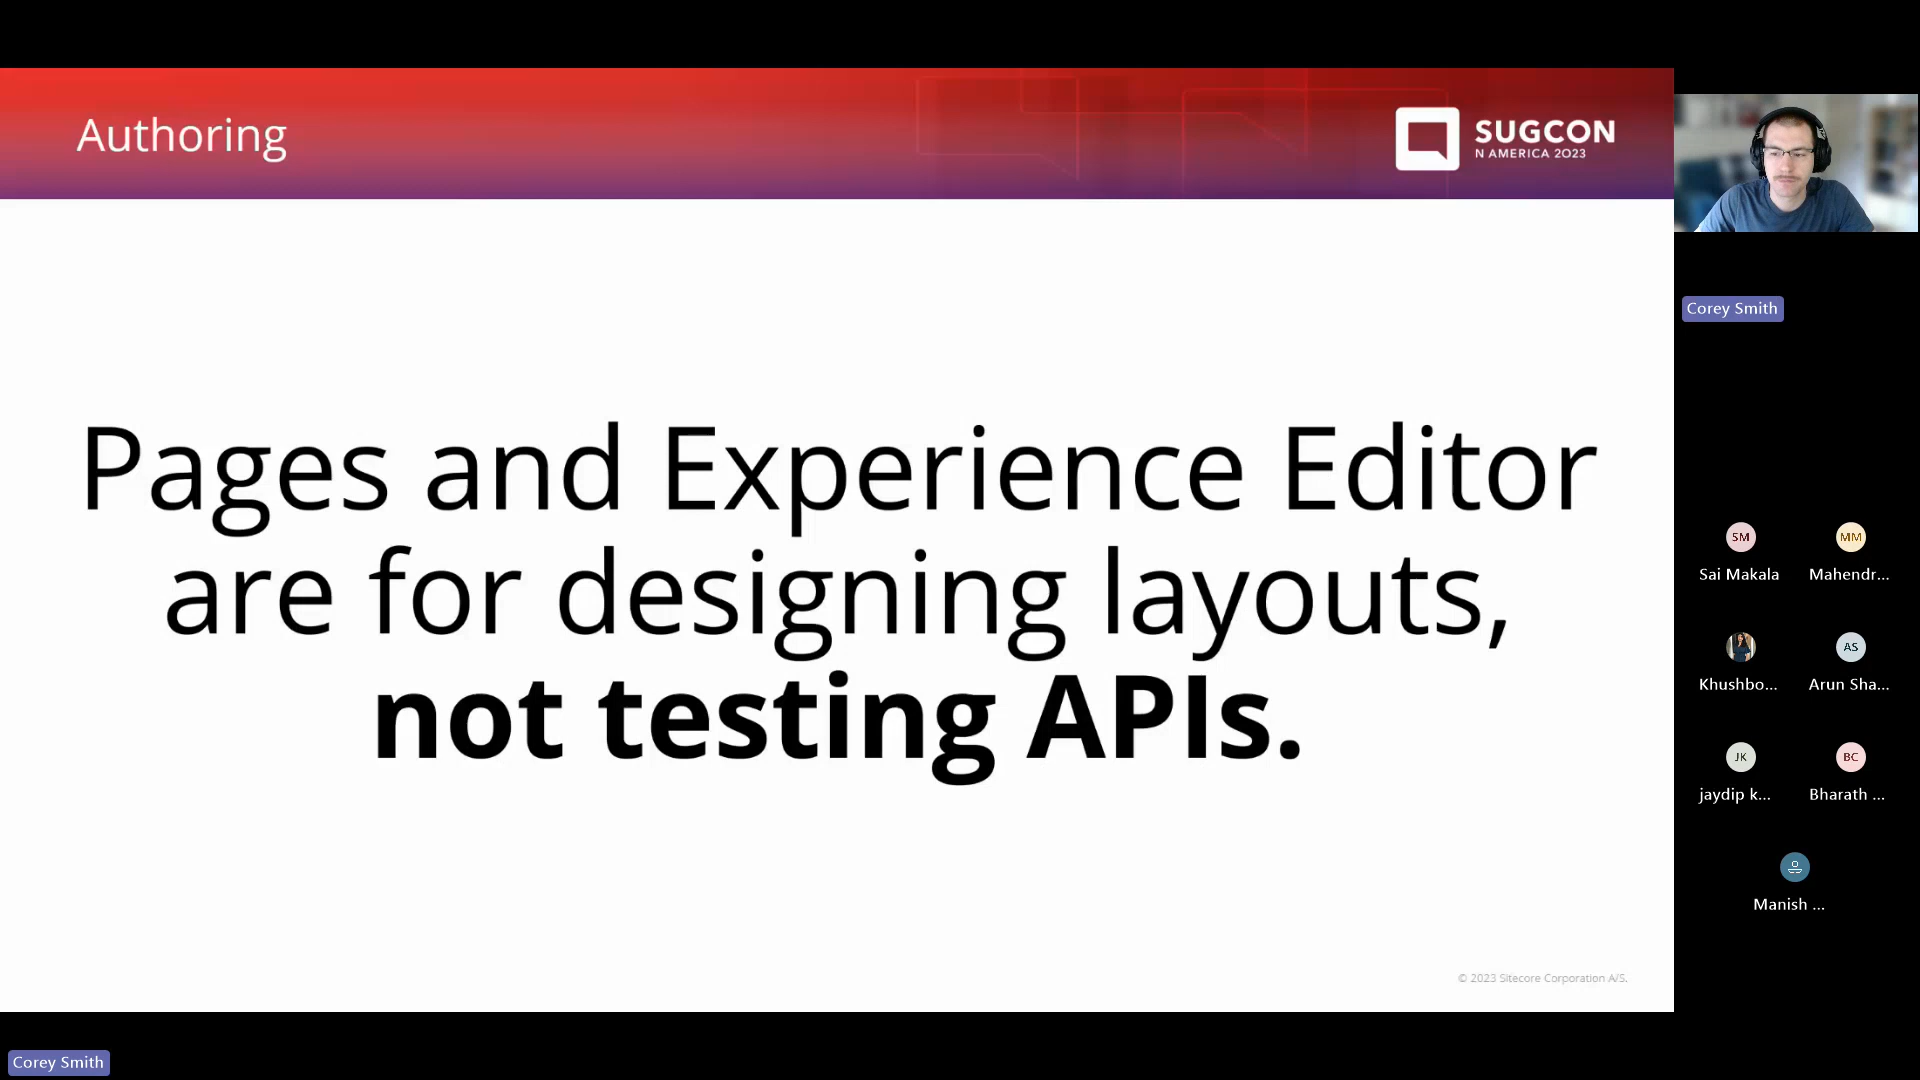 Authoring
SUGCON
N AMERICA 2023
Pages and Experience Editor
are for designing layouts,
not testing APIs.
© 2023 Sitecore Corporation A/S.
Corey Smith
SM
MM
Sai Makala
Mahendr...
AS
Khushbo...
Arun Sha...
JK
BC
jaydip k...
Bharath ...
Manish ...
Corey Smith